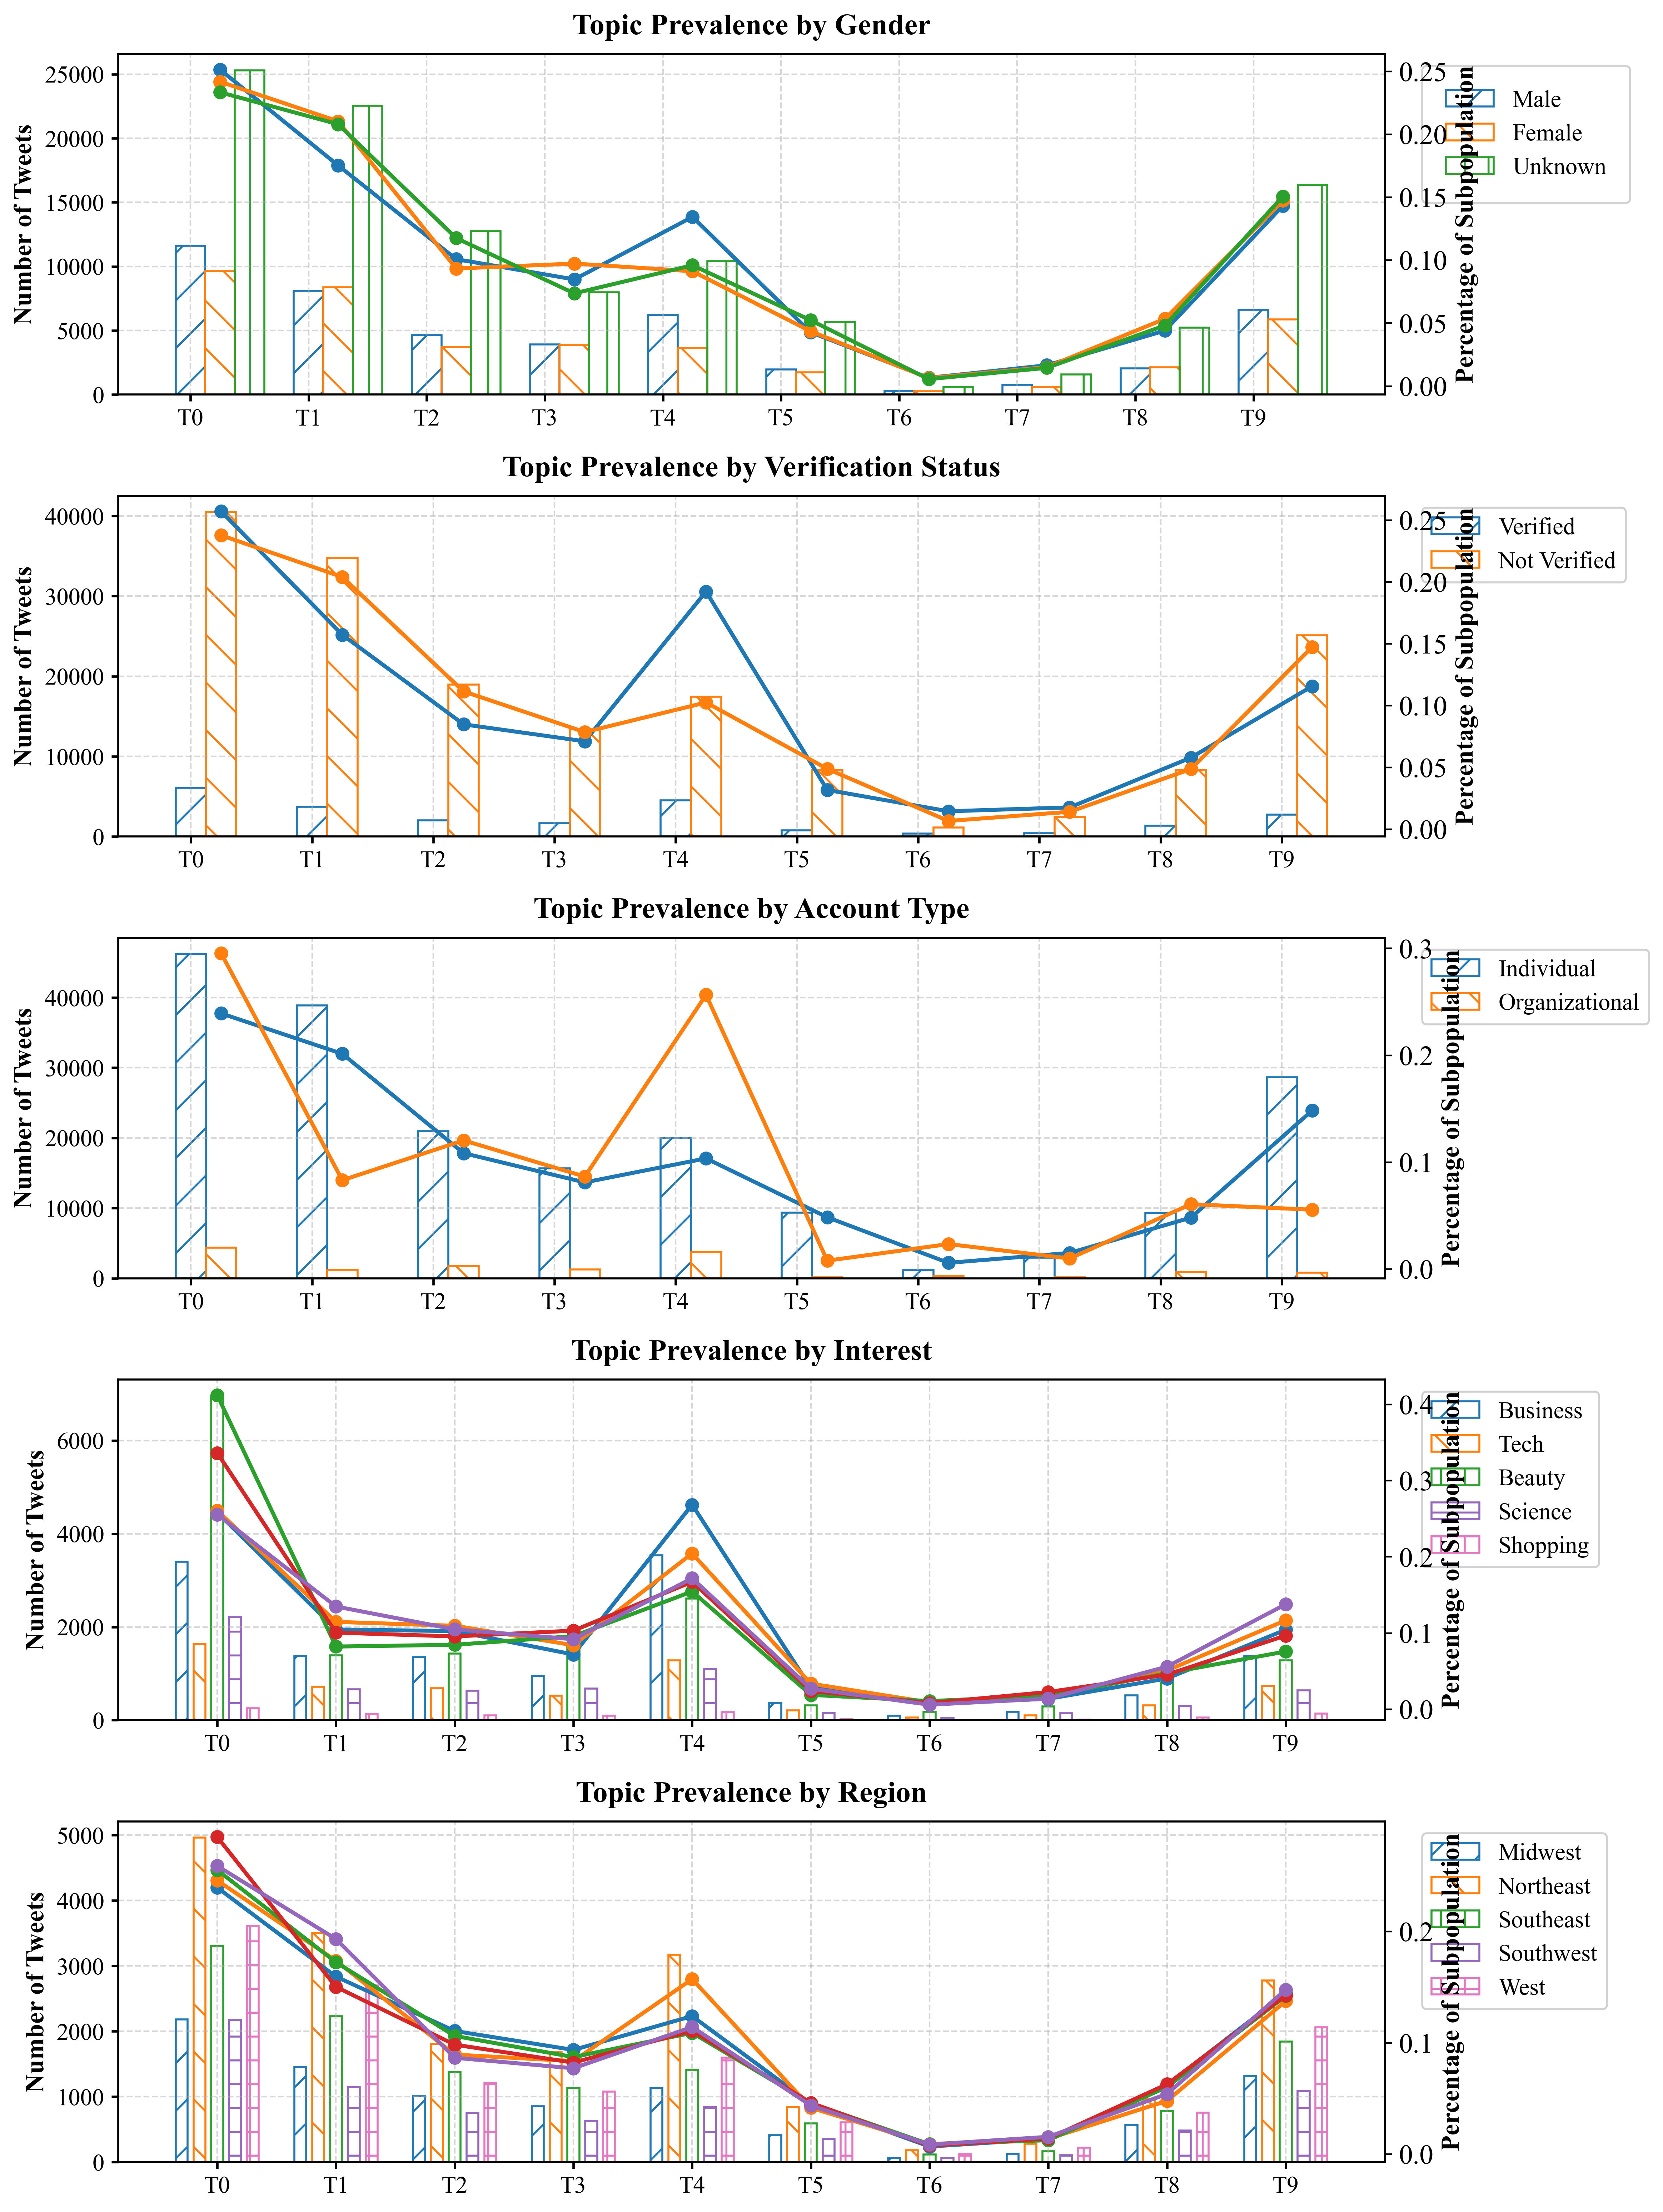 Topic Prevalence by Gender
Number of Tweets
25000
20000
15000
10000
5000
0
T0 T1 T2 T3 T4 T5 T6 T7 T8 T9
0.25
0.20
0.15
0.10
0.05
0.00
Percentage of Subpopulation
Male
Female
Unknown
Topic Prevalence by Verification Status
Number of Tweets
40000
30000
20000
10000
0
T0 T1 T2 T3 T4 T5 T6 T7 T8 T9
0.25
0.20
0.15
0.10
0.05
0.00
Percentage of Subpopulation
Verified
Not Verified
Topic Prevalence by Account Type
Number of Tweets
40000
30000
20000
10000
0
T0 T1 T2 T3 T4 T5 T6 T7 T8 T9
0.3
0.2
0.1
0.0
Percentage of Subpopulation
Individual
Organizational
Topic Prevalence by Interest
Number of Tweets
6000
4000
2000
0
T0 T1 T2 T3 T4 T5 T6 T7 T8 T9
0.4
0.3
0.2
0.1
0.0
Percentage of Subpopulation
Business
Tech
Beauty
Science
Shopping
Topic Prevalence by Region
Number of Tweets
5000
4000
3000
2000
1000
0
T0 T1 T2 T3 T4 T5 T6 T7 T8 T9
0.2
0.1
0.0
Percentage of Subpopulation
Midwest
Northeast
Southeast
Southwest
West